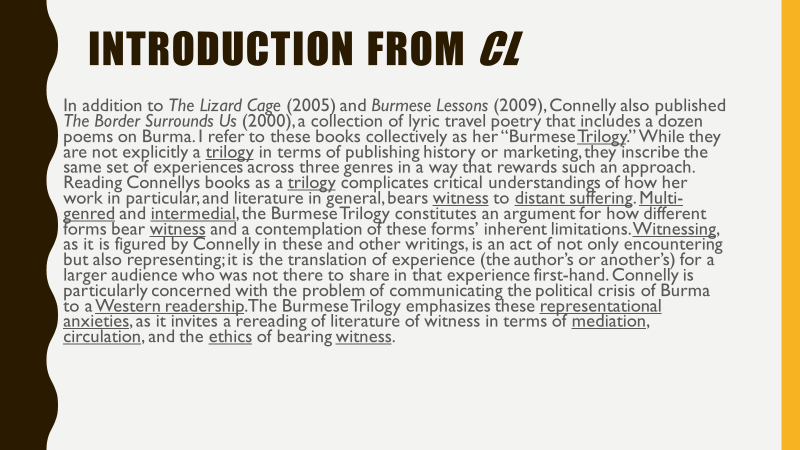 INTRODUCTION FROM CL
In addition to The Lizard Cage (2005) and Burmese Lessons (2009), Connelly also published
The Border Surrounds Us (2000), a collection of lyric travel poetry that includes a dozen
poems on Burma. I refer to these books collectively as her “Burmese Trilogy.” While they
are not explicitly a trilogy in terms of publishing history or marketing, they inscribe the
same set of experiences across three genres in a way that rewards such an approach.
Reading Connellys books as a trilogy complicates critical understandings of how her
work in particular, and literature in general, bears witness to distant suffering. Multi-
genred and intermedial, the Burmese Trilogy constitutes an argument for how different
forms bear witness and a contemplation of these forms’ inherent limitations. Witnessing,
as it is figured by Connelly in these and other writings, is an act of not only encountering
but also representing; it is the translation of experience (the author’s or another’s) for a
larger audience who was not there to share in that experience first-hand. Connelly is
particularly concerned with the problem of communicating the political crisis of Burma
to a Western readership. The Burmese Trilogy emphasizes these representational
anxieties, as it invites a rereading of literature of witness in terms of mediation,
circulation, and the ethics of bearing witness.